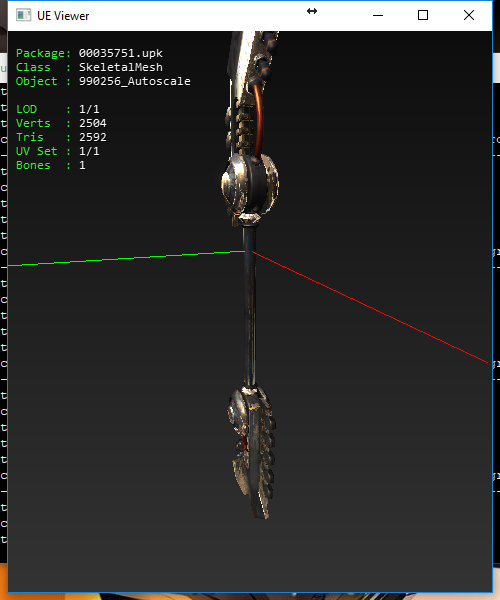 UE Viewer
Package: 00035751.upk
Class : SkeletalMesh
Object : 990256_Autoscale
LOD : 1/1
Verts : 2504
Tris : 2592
UV Set : 1/1
Bones : 1